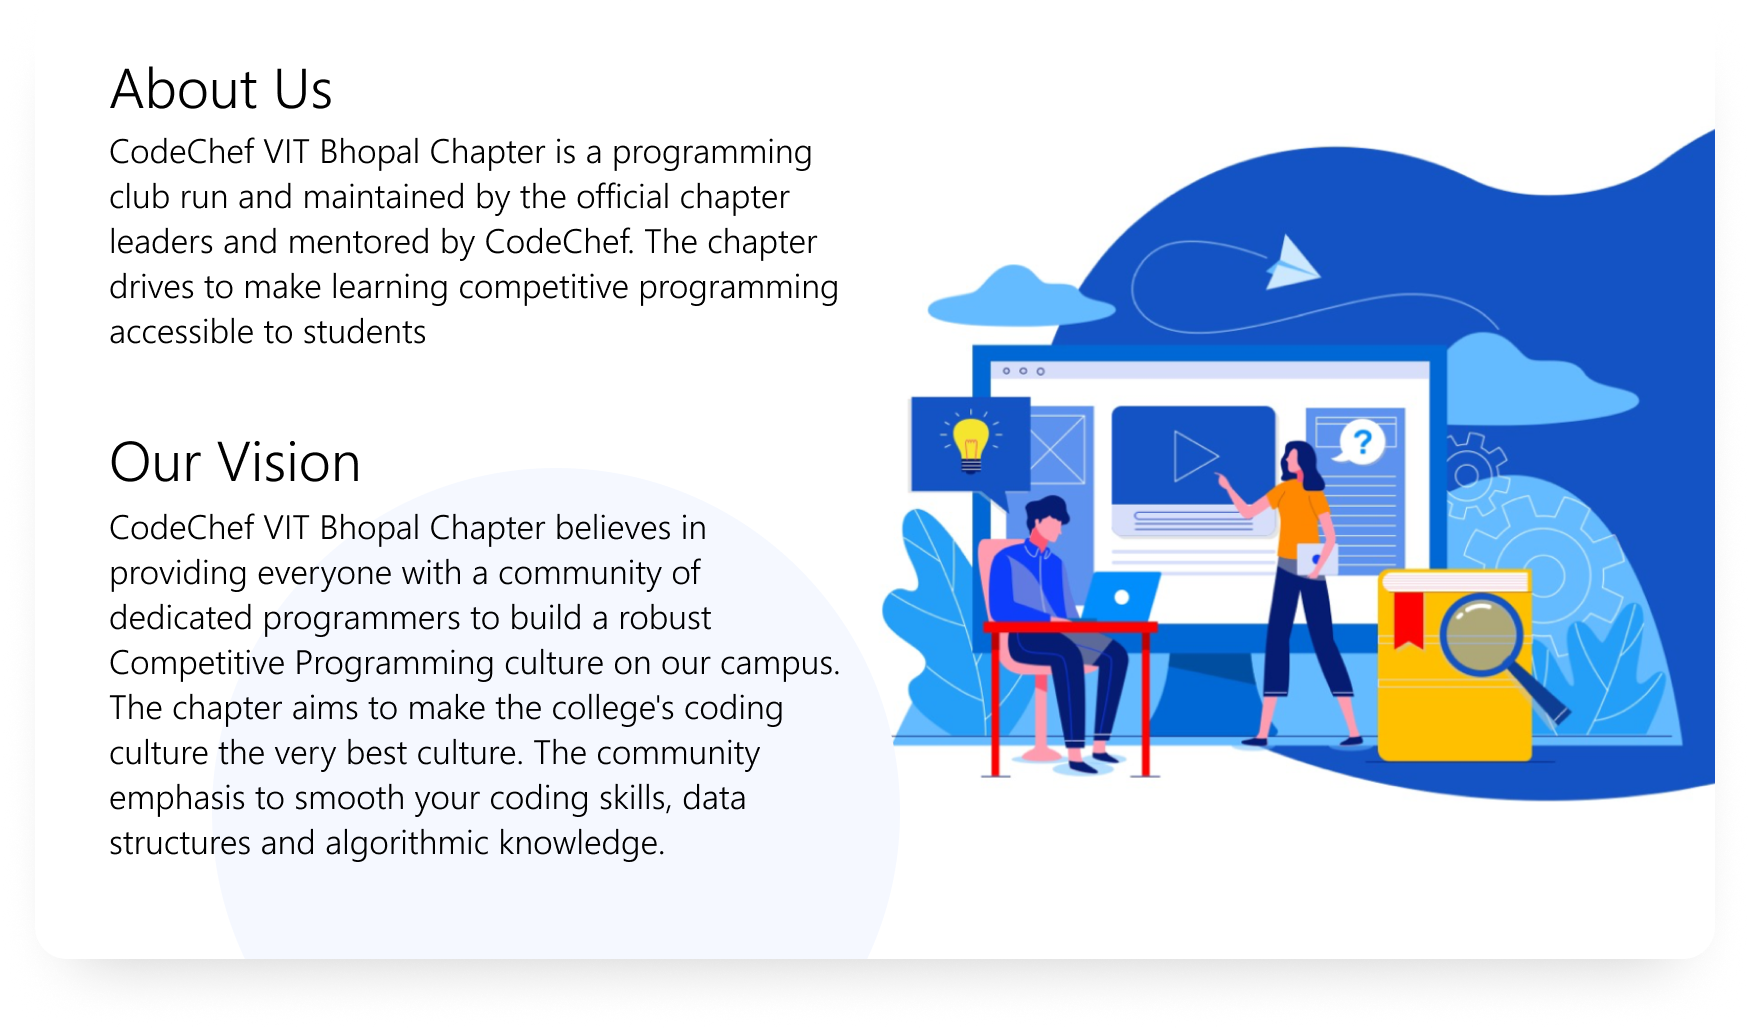 About Us
CodeChef VIT Bhopal Chapter is a programming
club run and maintained by the official chapter
leaders and mentored by CodeChef. The chapter
drives to make learning competitive programming
accessible to students
Our Vision
CodeChef VIT Bhopal Chapter believes in
providing everyone with a community of
dedicated programmers to build a robust
Competitive Programming culture on our campus.
The chapter aims to make the college's coding
culture the very best culture. The community
emphasis to smooth your coding skills, data
structures and algorithmic knowledge.
?